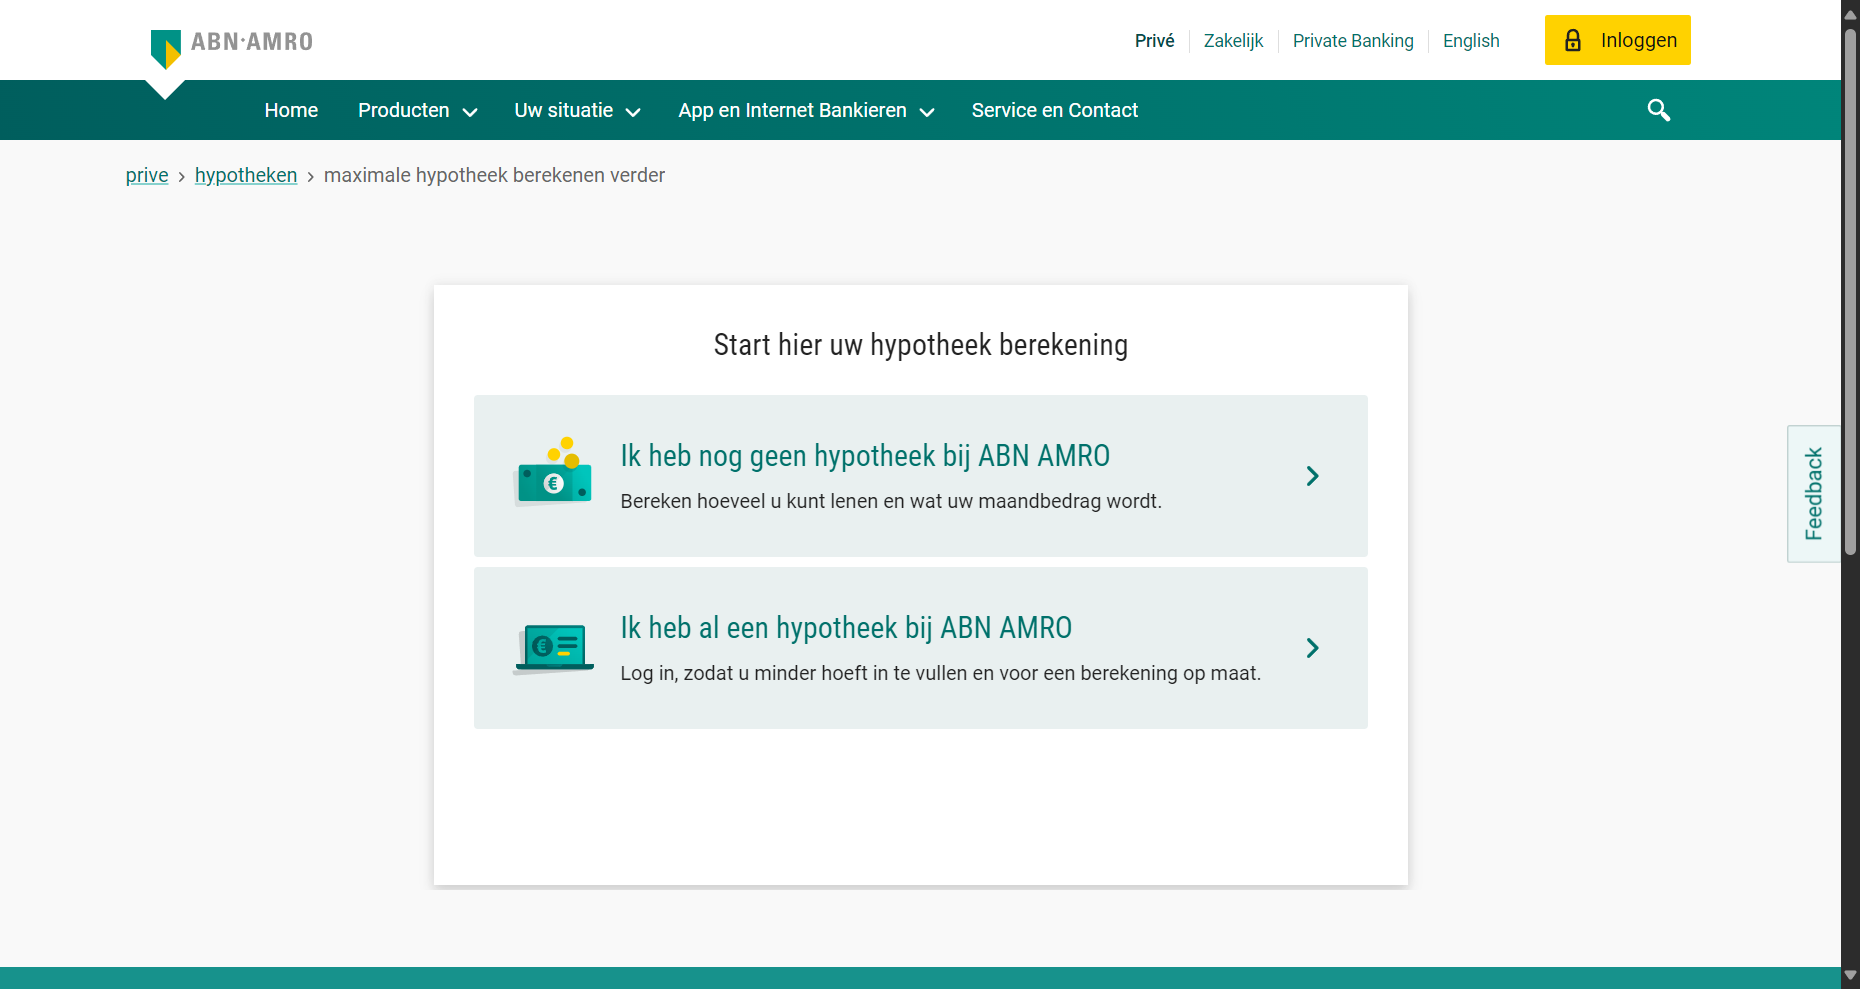 ABN·AMRO
Privé
Zakelijk
Private Banking
English
Inloggen
Home
Producten
Uw situatie
App en Internet Bankieren
Service en Contact
prive › hypotheken › maximale hypotheek berekenen verder
Start hier uw hypotheek berekening
Ik heb nog geen hypotheek bij ABN AMRO
Bereken hoeveel u kunt lenen en wat uw maandbedrag wordt.
Ik heb al een hypotheek bij ABN AMRO
Log in, zodat u minder hoeft in te vullen en voor een berekening op maat.
Feedback